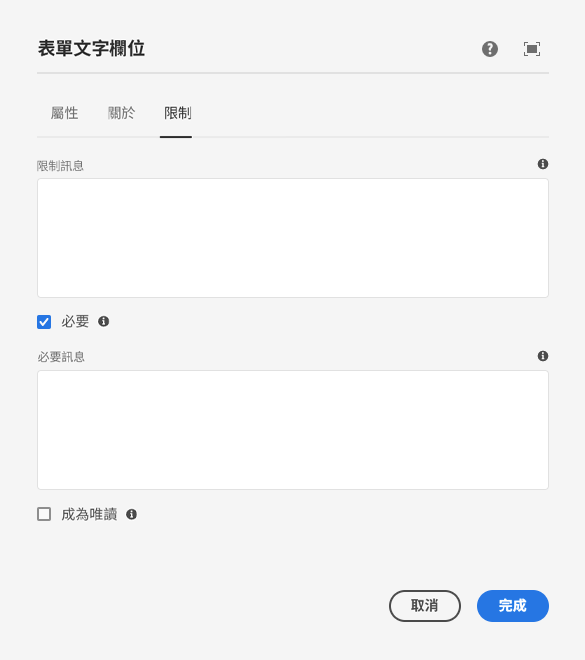 表單文字欄位
屬性 關於 限制
限制訊息
必要
必要訊息
成為唯讀
取消 完成